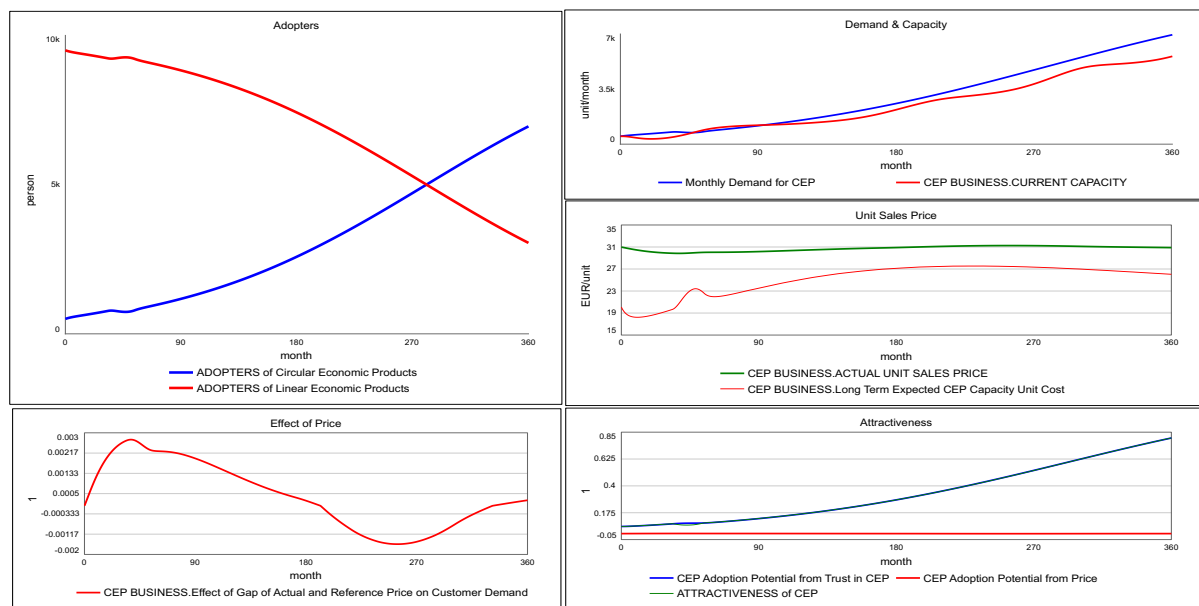 Adopters
10k
5k
0
person
0 90 180 270 360
month
ADOPTERS of Circular Economic Products
ADOPTERS of Linear Economic Products
Demand & Capacity
7k
3.5k
0
unit/month
0 90 180 270 360
month
Monthly Demand for CEP CEP BUSINESS.CURRENT CAPACITY
Unit Sales Price
35
31
27
23
19
15
EUR/unit
0 90 180 270 360
month
CEP BUSINESS.ACTUAL UNIT SALES PRICE
CEP BUSINESS.Long Term Expected CEP Capacity Unit Cost
Effect of Price
0.003
0.00217
0.00133
0.0005
-0.000333
-0.00117
-0.002
1
0 90 180 270 360
month
CEP BUSINESS.Effect of Gap of Actual and Reference Price on Customer Demand
Attractiveness
0.85
0.625
0.4
0.175
-0.05
1
0 90 180 270 360
month
CEP Adoption Potential from Trust in CEP CEP Adoption Potential from Price
ATTRACTIVENESS of CEP